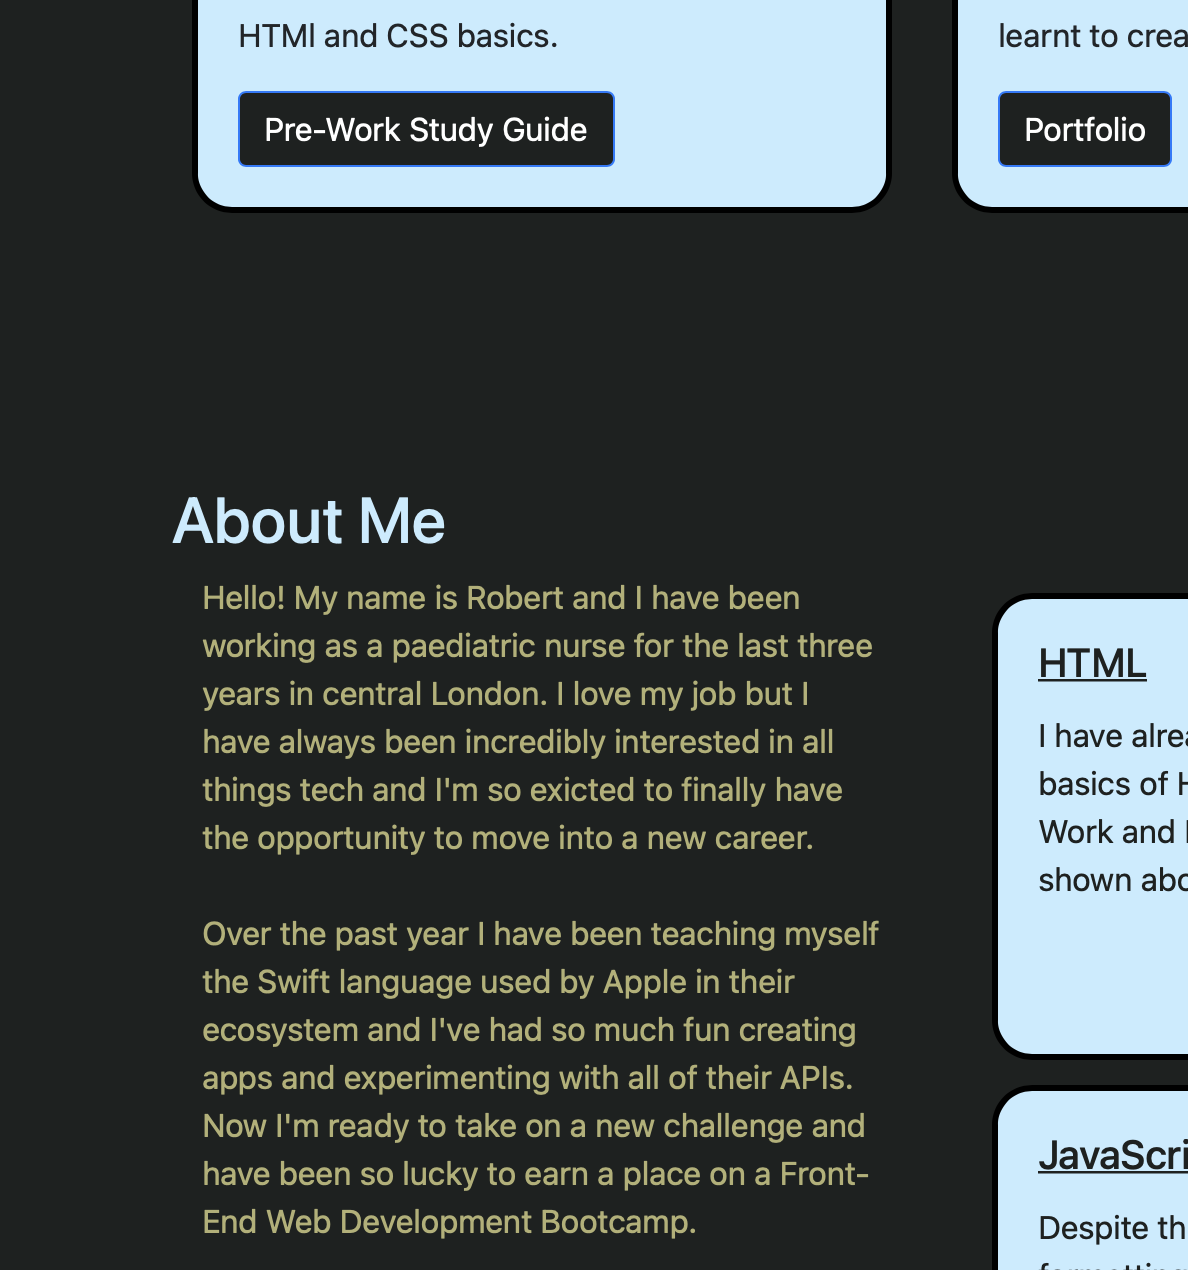 HTMl and CSS basics.
Pre-Work Study Guide
learnt to
Portfolio
About Me
Hello! My name is Robert and I have been
working as a paediatric nurse for the last three
years in central London. I love my job but I
have always been incredibly interested in all
things tech and I'm so exicted to finally have
the opportunity to move into a new career.
Over the past year I have been teaching myself
the Swift language used by Apple in their
ecosystem and I've had so much fun creating
apps and experimenting with all of their APIs.
Now I'm ready to take on a new challenge and
have been so lucky to earn a place on a Front-
End Web Development Bootcamp.
HTML
I have
basics of
Work and
shown
Despite